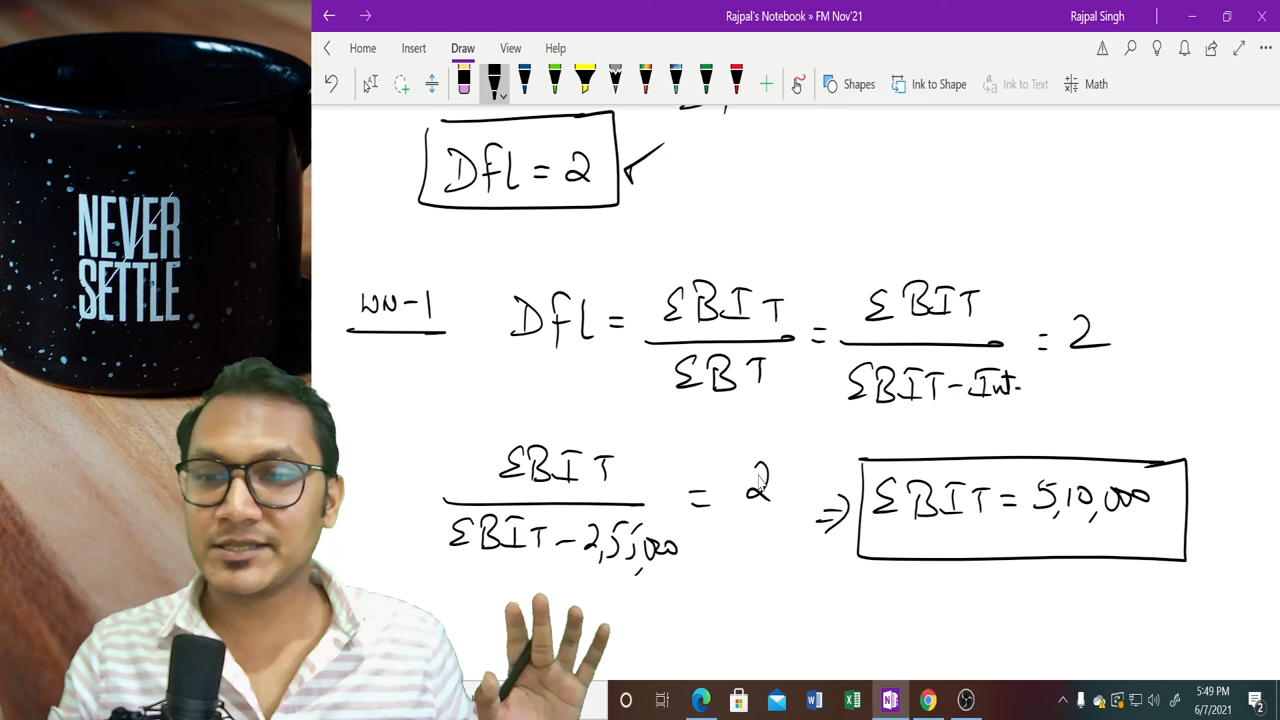 Rajpal's Notebook » FM Nov'21
Rajpal Singh
Home Insert Draw View Help
Shapes Ink to Shape Ink to Text Math
Dfl = 2
NEVER
SETTLE
WN-1
Dfl = EBIT / EBT = EBIT / EBIT - Int. = 2
EBIT / EBIT - 2,55,000 = 2 ⇒ EBIT = 5,10,000
5:49 PM
6/7/2021
2